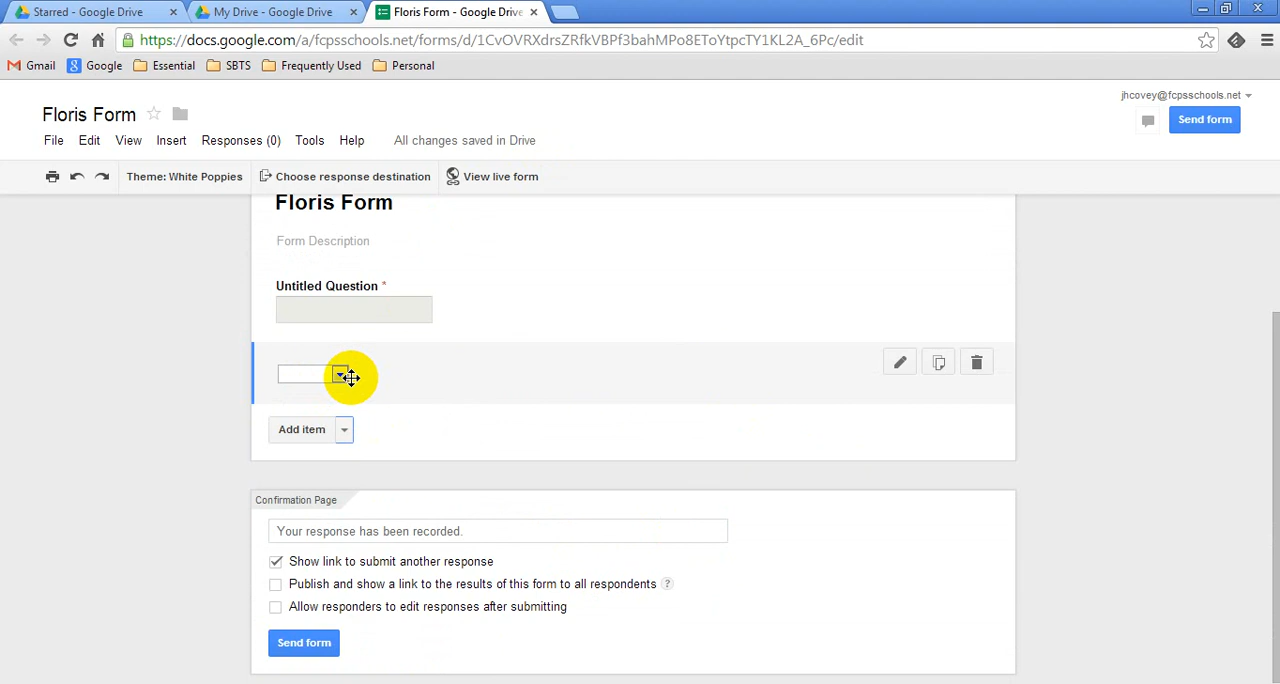 Starred - Google Drive
My Drive - Google Drive
Floris Form - Google Drive
https://docs.google.com/a/fcpsschools.net/forms/d/1CvOVRXdrsZRfkVBPf3bahMPo8EToYtpcTY1KL2A_6Pc/edit
Gmail Google Essential SBTS Frequently Used Personal
jhcovey@fcpsschools.net
Floris Form
Send form
File Edit View Insert Responses (0) Tools Help All changes saved in Drive
Theme: White Poppies Choose response destination View live form
Floris Form
Form Description
Untitled Question *
Add item
Confirmation Page
Your response has been recorded.
Show link to submit another response
Publish and show a link to the results of this form to all respondents ?
Allow responders to edit responses after submitting
Send form